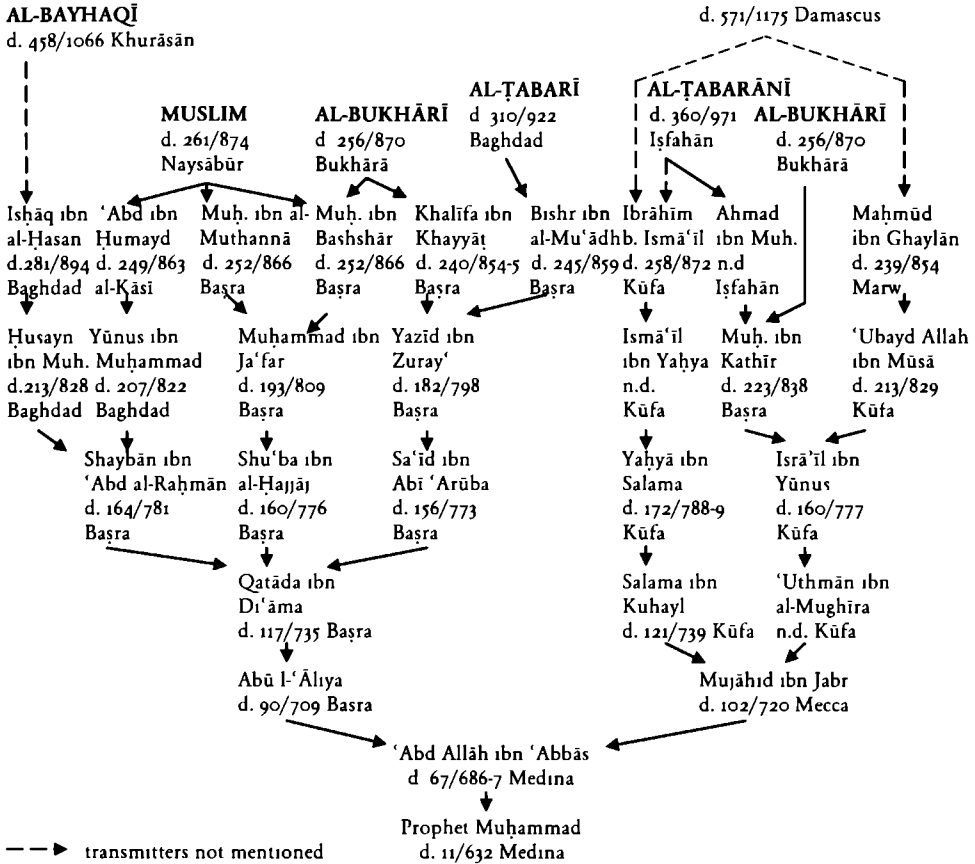 AL-BAYHAQĪ
d. 458/1066 Khurāsān
d. 571/1175 Damascus
MUSLIM
d. 261/874
Naysābūr
AL-BUKHĀRĪ
d 256/870
Bukhārā
AL-ṬABARĪ
d 310/922
Baghdad
AL-ṬABARĀNĪ
d. 360/971
Iṣfahān
AL-BUKHĀRĪ
d. 256/870
Bukhārā
Isḥāq ibn
al-Ḥasan
d.281/894
Baghdad
ʿAbd ibn
Ḥumayd
d. 249/863
al-Kāsī
Muḥ. ibn al-
Muthannā
d. 252/866
Baṣra
Muḥ. ibn
Bashshār
d. 252/866
Baṣra
Khalīfa ibn
Khayyāṭ
d. 240/854-5
Baṣra
Bishr ibn
al-Muʿādh
d. 245/859
Baṣra
Ibrāhīm
b. Ismāʿīl
d. 258/872
Kūfa
Ahmad
ibn Muh.
n.d
Iṣfahān
Maḥmūd
ibn Ghaylān
d. 239/854
Marw
Ḥusayn
ibn Muh.
d.213/828
Baghdad
Yūnus ibn
Muḥammad
d. 207/822
Baghdad
Muḥammad ibn
Jaʿfar
d. 193/809
Baṣra
Yazīd ibn
Zurayʿ
d. 182/798
Baṣra
Ismāʿīl
ibn Yaḥya
n.d.
Kūfa
Muḥ. ibn
Kathīr
d. 223/838
Baṣra
ʿUbayd Allah
ibn Mūsā
d. 213/829
Kūfa
Shaybān ibn
ʿAbd al-Raḥmān
d. 164/781
Baṣra
Shuʿba ibn
al-Ḥajjāj
d. 160/776
Baṣra
Saʿīd ibn
Abī ʿArūba
d. 156/773
Baṣra
Yaḥyā ibn
Salama
d. 172/788-9
Kūfa
Isrāʾīl ibn
Yūnus
d. 160/777
Kūfa
Qatāda ibn
Diʿāma
d. 117/735 Baṣra
Salama ibn
Kuhayl
d. 121/739 Kūfa
ʿUthmān ibn
al-Mughīra
n.d. Kūfa
Abū l-ʿĀliya
d. 90/709 Basra
Mujāhid ibn Jabr
d. 102/720 Mecca
ʿAbd Allāh ibn ʿAbbās
d 67/686-7 Medina
Prophet Muḥammad
d. 11/632 Medina
transmitters not mentioned